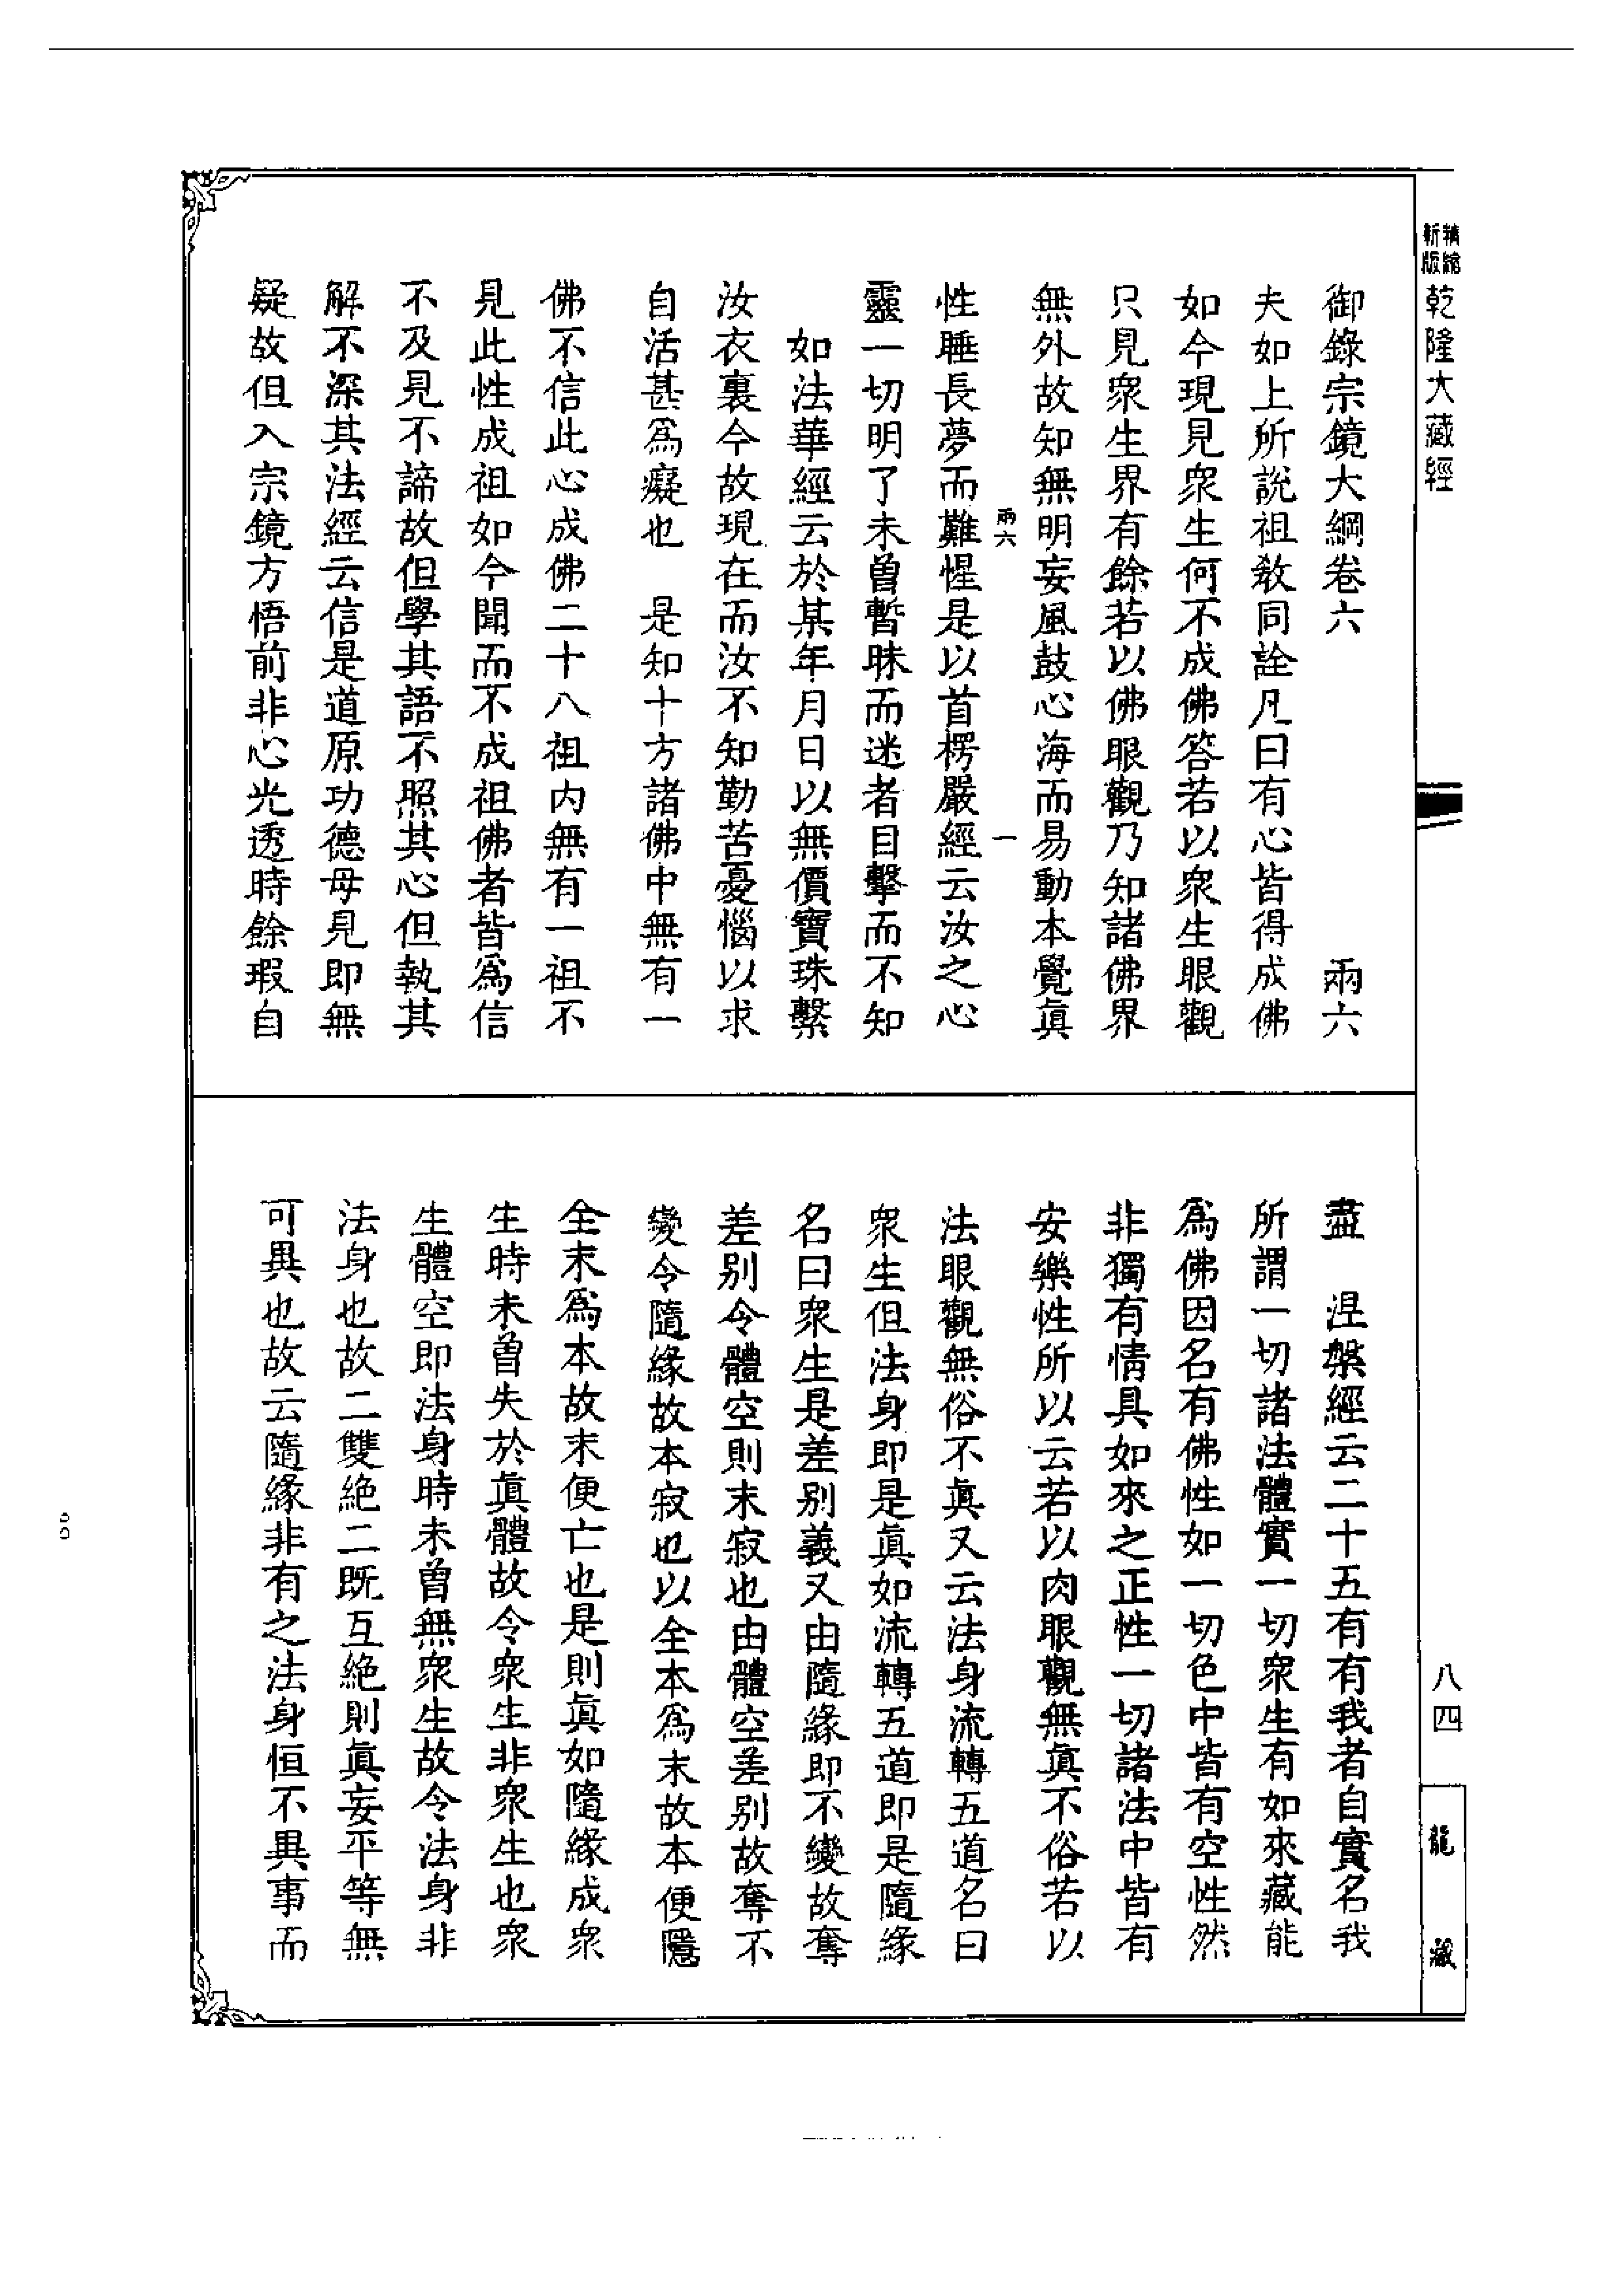 精縮
新版
乾隆大藏經
御錄宗鏡大綱卷六　兩六
夫如上所說祖教同詮凡曰有心皆得成佛
如今現見衆生何不成佛答若以衆生眼觀
只見衆生界有餘若以佛眼觀乃知諸佛界
無外故知無明妄風鼓心海而易動本覺眞
兩六　一
性睡長夢而難惺是以首楞嚴經云汝之心
靈一切明了未曾暫昧而迷者目擊而不知
如法華經云於某年月日以無價寶珠繫
汝衣裏今故現在而汝不知勤苦憂惱以求
自活甚爲癡也　是知十方諸佛中無有一
佛不信此心成佛二十八祖内無有一祖不
見此性成祖如今聞而不成祖佛者皆爲信
不及見不諦故但學其語不照其心但執其
解不深其法經云信是道原功德母見即無
疑故但入宗鏡方悟前非心光透時餘瑕自
盡　涅槃經云二十五有有我者自實名我
所謂一切諸法體實一切衆生有如來藏能
爲佛因名有佛性如一切色中皆有空性然
非獨有情具如來之正性一切諸法中皆有
安樂性所以云若以肉眼觀無眞不俗若以
法眼觀無俗不眞又云法身流轉五道名曰
衆生但法身即是眞如流轉五道即是隨緣
名曰衆生是差别義又由隨緣即不變故奪
差别令體空則末寂也由體空差别故奪不
變令隨緣故本寂也以全本爲末故本便隱
全末爲本故末便亡也是則眞如隨緣成衆
生時未曾失於眞體故令衆生非衆生也衆
生體空即法身時未曾無衆生故令法身非
法身也故二雙絶二既互絶則眞妄平等無
可異也故云隨緣非有之法身恒不異事而
八四
龍藏